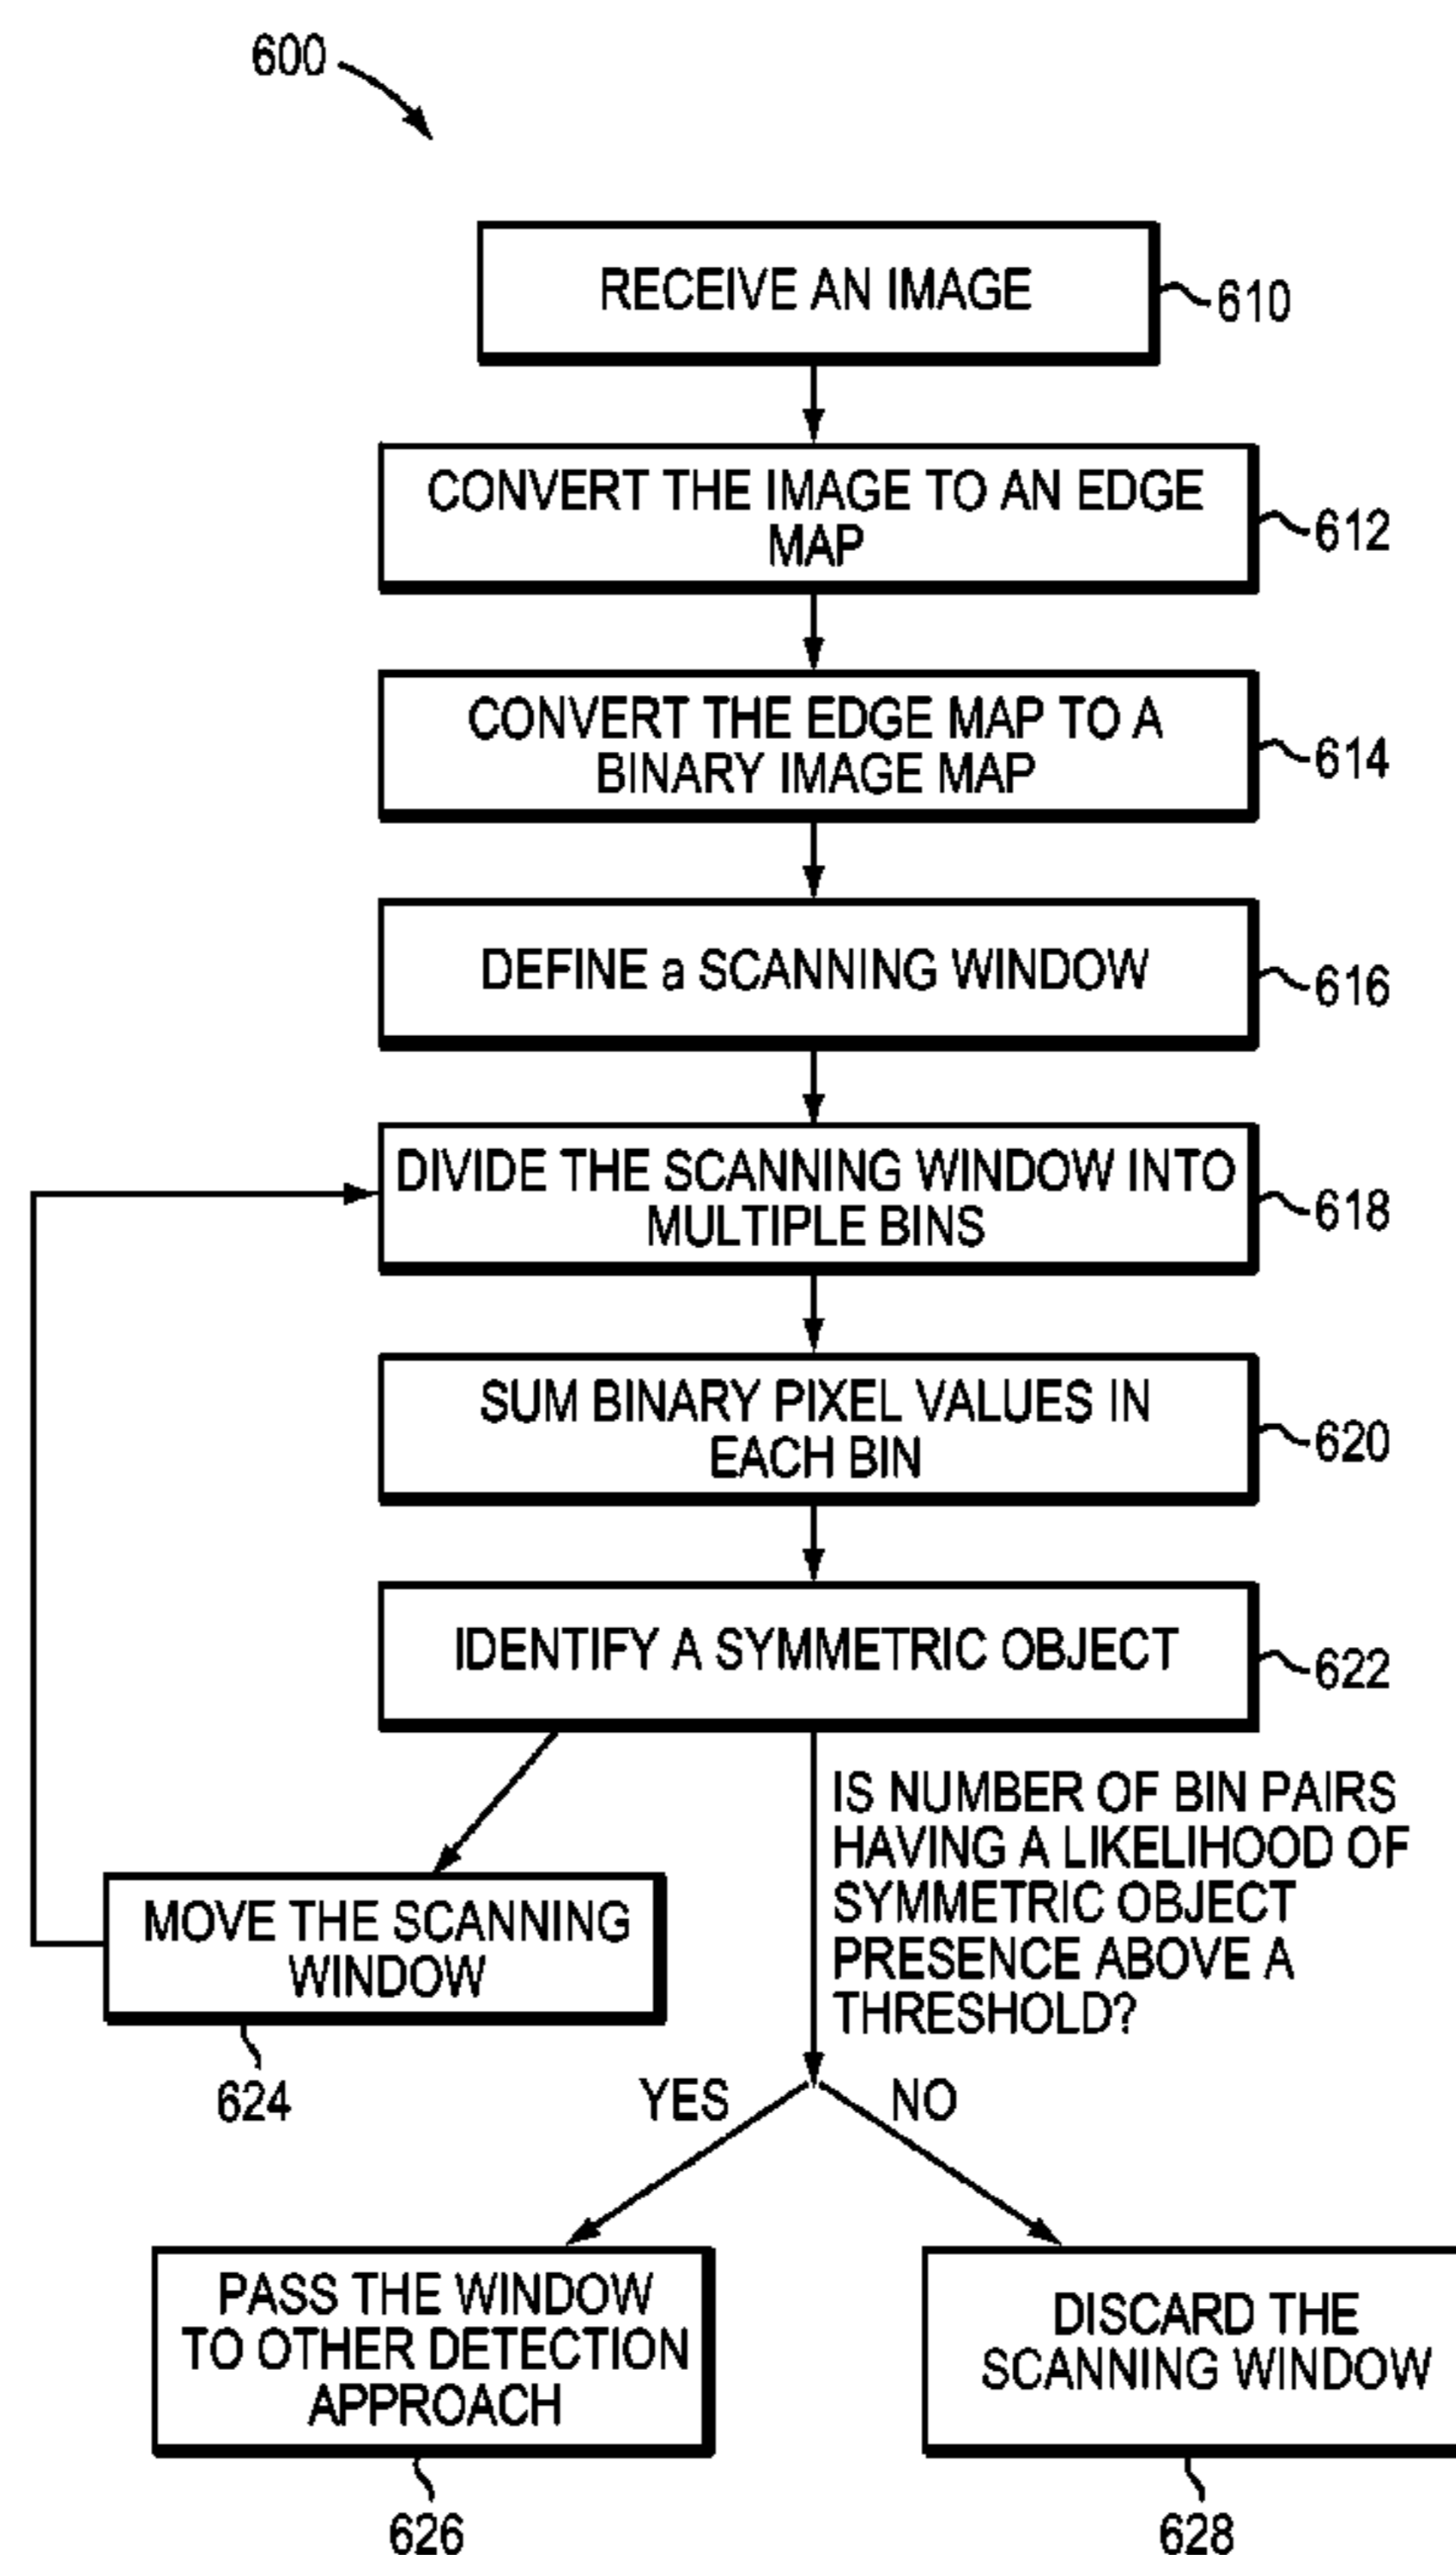 600
RECEIVE AN IMAGE
610
CONVERT THE IMAGE TO AN EDGE
MAP
612
CONVERT THE EDGE MAP TO A
BINARY IMAGE MAP
614
DEFINE a SCANNING WINDOW
616
DIVIDE THE SCANNING WINDOW INTO
MULTIPLE BINS
618
SUM BINARY PIXEL VALUES IN
EACH BIN
620
IDENTIFY A SYMMETRIC OBJECT
622
IS NUMBER OF BIN PAIRS
HAVING A LIKELIHOOD OF
SYMMETRIC OBJECT
PRESENCE ABOVE A
THRESHOLD?
MOVE THE SCANNING
WINDOW
624
YES
NO
PASS THE WINDOW
TO OTHER DETECTION
APPROACH
626
DISCARD THE
SCANNING WINDOW
628